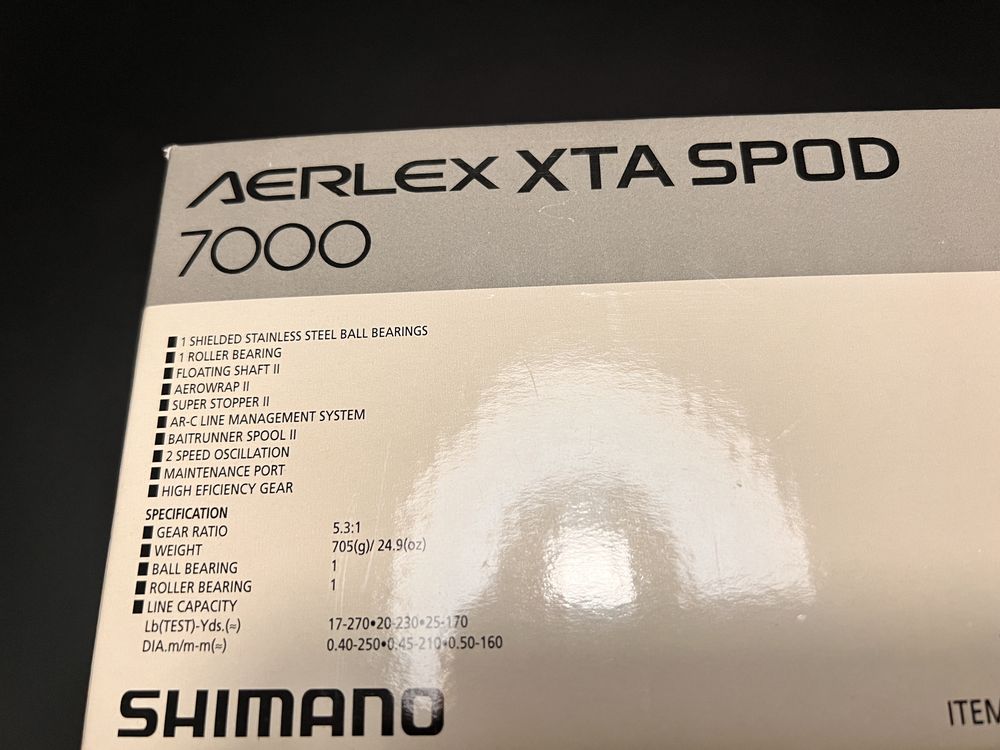 AERLEX XTA SPOD
7000
1 SHIELDED STAINLESS STEEL BALL BEARINGS
1 ROLLER BEARING
FLOATING SHAFT II
AEROWRAP II
SUPER STOPPER II
AR-C LINE MANAGEMENT SYSTEM
BAITRUNNER SPOOL II
2 SPEED OSCILLATION
MAINTENANCE PORT
HIGH EFICIENCY GEAR
SPECIFICATION
GEAR RATIO 5.3:1
WEIGHT 705(g)/ 24.9(oz)
BALL BEARING 1
ROLLER BEARING 1
LINE CAPACITY
Lb(TEST)-Yds.(≈) 17-270•20-230•25-170
DIA.m/m-m(≈) 0.40-250•0.45-210•0.50-160
SHIMANO
ITEM